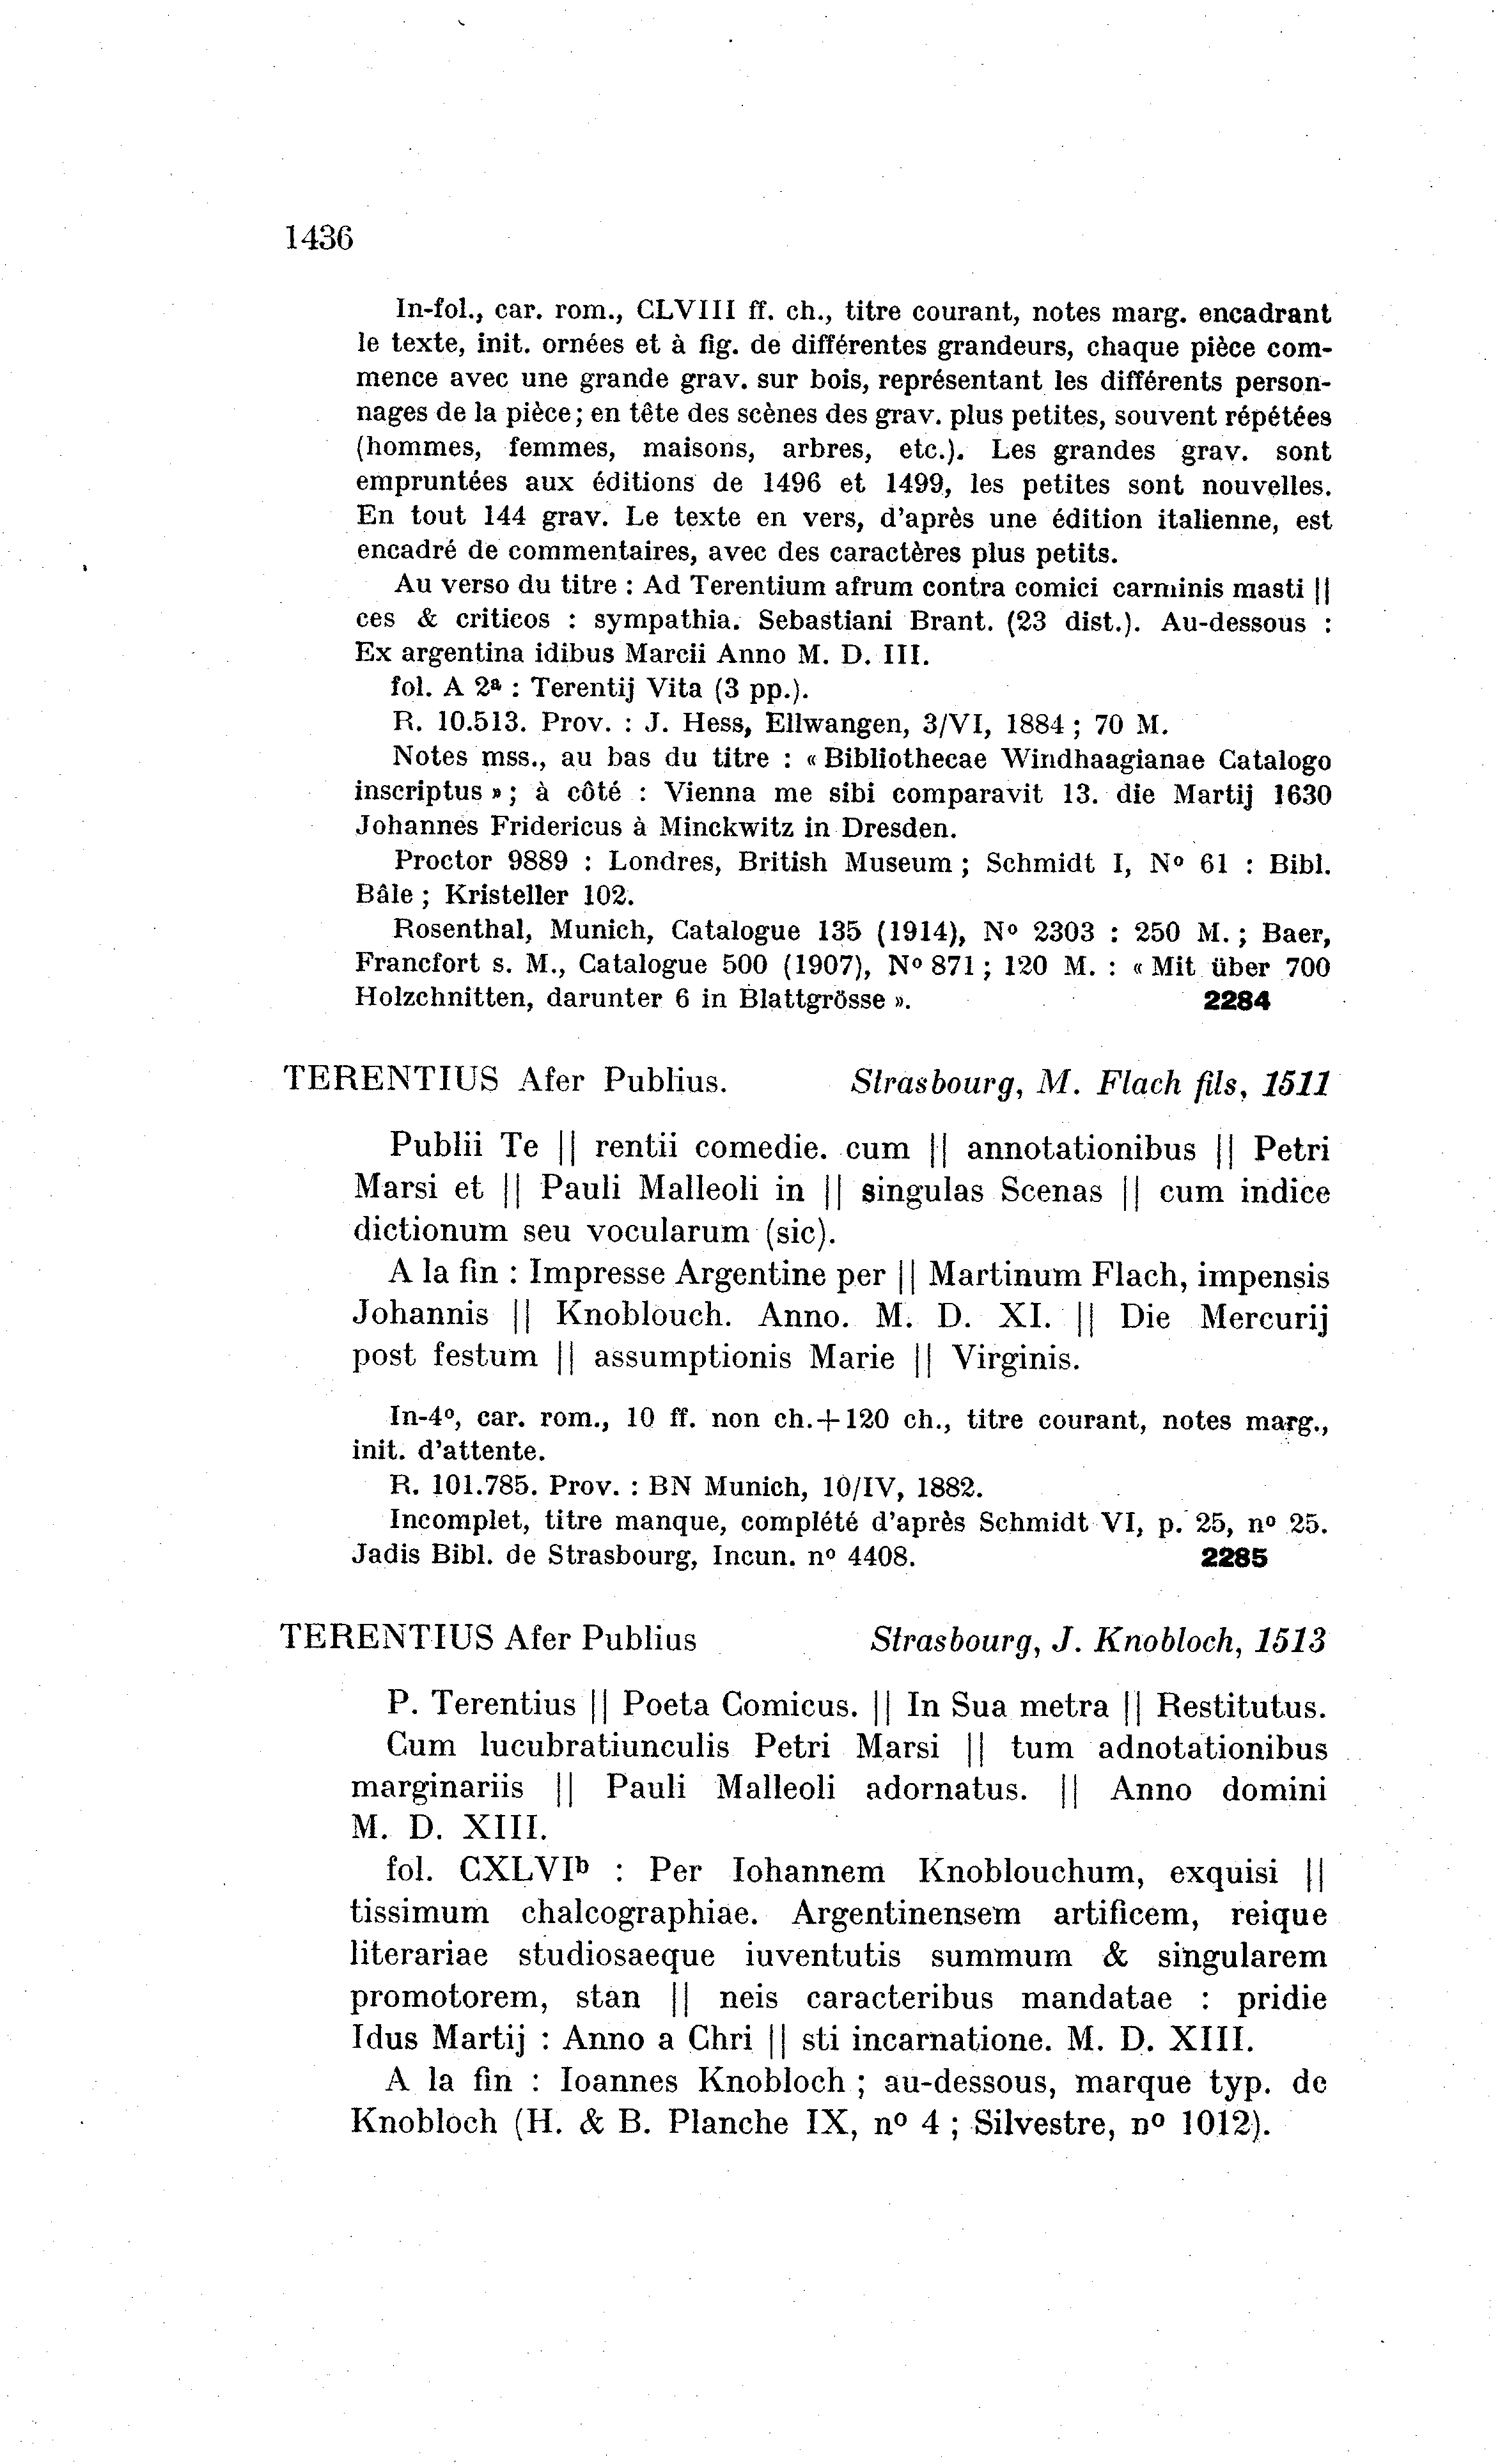 1436
In-fol., car. rom., CLVIII ff. ch., titre courant, notes marg. encadrant
le texte, init. ornées et à fig. de différentes grandeurs, chaque pièce com-
mence avec une grande grav. sur bois, représentant les différents person-
nages de la pièce; en tête des scènes des grav. plus petites, souvent répétées
(hommes, femmes, maisons, arbres, etc.). Les grandes grav. sont
empruntées aux éditions de 1496 et 1499, les petites sont nouvelles.
En tout 144 grav. Le texte en vers, d'après une édition italienne, est
encadré de commentaires, avec des caractères plus petits.
Au verso du titre : Ad Terentium afrum contra comici carminis masti ||
ces & criticos : sympathia. Sebastiani Brant. (23 dist.). Au-dessous :
Ex argentina idibus Marcii Anno M. D. III.
fol. A 2ª : Terentij Vita (3 pp.).
R. 10.513. Prov. : J. Hess, Ellwangen, 3/VI, 1884 ; 70 M.
Notes mss., au bas du titre : « Bibliothecae Windhaagianae Catalogo
inscriptus » ; à côté : Vienna me sibi comparavit 13. die Martij 1630
Johannes Fridericus à Minckwitz in Dresden.
Proctor 9889 : Londres, British Museum ; Schmidt I, Nº 61 : Bibl.
Bâle ; Kristeller 102.
Rosenthal, Munich, Catalogue 135 (1914), Nº 2303 : 250 M. ; Baer,
Francfort s. M., Catalogue 500 (1907), Nº 871 ; 120 M. : « Mit über 700
Holzchnitten, darunter 6 in Blattgrösse ». 2284
TERENTIUS Afer Publius. Strasbourg, M. Flach fils, 1511
Publii Te || rentii comedie. cum || annotationibus || Petri
Marsi et || Pauli Malleoli in || singulas Scenas || cum indice
dictionum seu vocularum (sic).
A la fin : Impresse Argentine per || Martinum Flach, impensis
Johannis || Knoblouch. Anno. M. D. XI. || Die Mercurij
post festum || assumptionis Marie || Virginis.
In-4º, car. rom., 10 ff. non ch.+120 ch., titre courant, notes marg.,
init. d'attente.
R. 101.785. Prov. : BN Munich, 10/IV, 1882.
Incomplet, titre manque, complété d'après Schmidt VI, p. 25, nº 25.
Jadis Bibl. de Strasbourg, Incun. nº 4408. 2285
TERENTIUS Afer Publius Strasbourg, J. Knobloch, 1513
P. Terentius || Poeta Comicus. || In Sua metra || Restitutus.
Cum lucubratiunculis Petri Marsi || tum adnotationibus
marginariis || Pauli Malleoli adornatus. || Anno domini
M. D. XIII.
fol. CXLVIᵇ : Per Iohannem Knoblouchum, exquisi ||
tissimum chalcographiae. Argentinensem artificem, reique
literariae studiosaeque iuventutis summum & singularem
promotorem, stan || neis caracteribus mandatae : pridie
Idus Martij : Anno a Chri || sti incarnatione. M. D. XIII.
A la fin : Ioannes Knobloch ; au-dessous, marque typ. de
Knobloch (H. & B. Planche IX, nº 4 ; Silvestre, nº 1012).